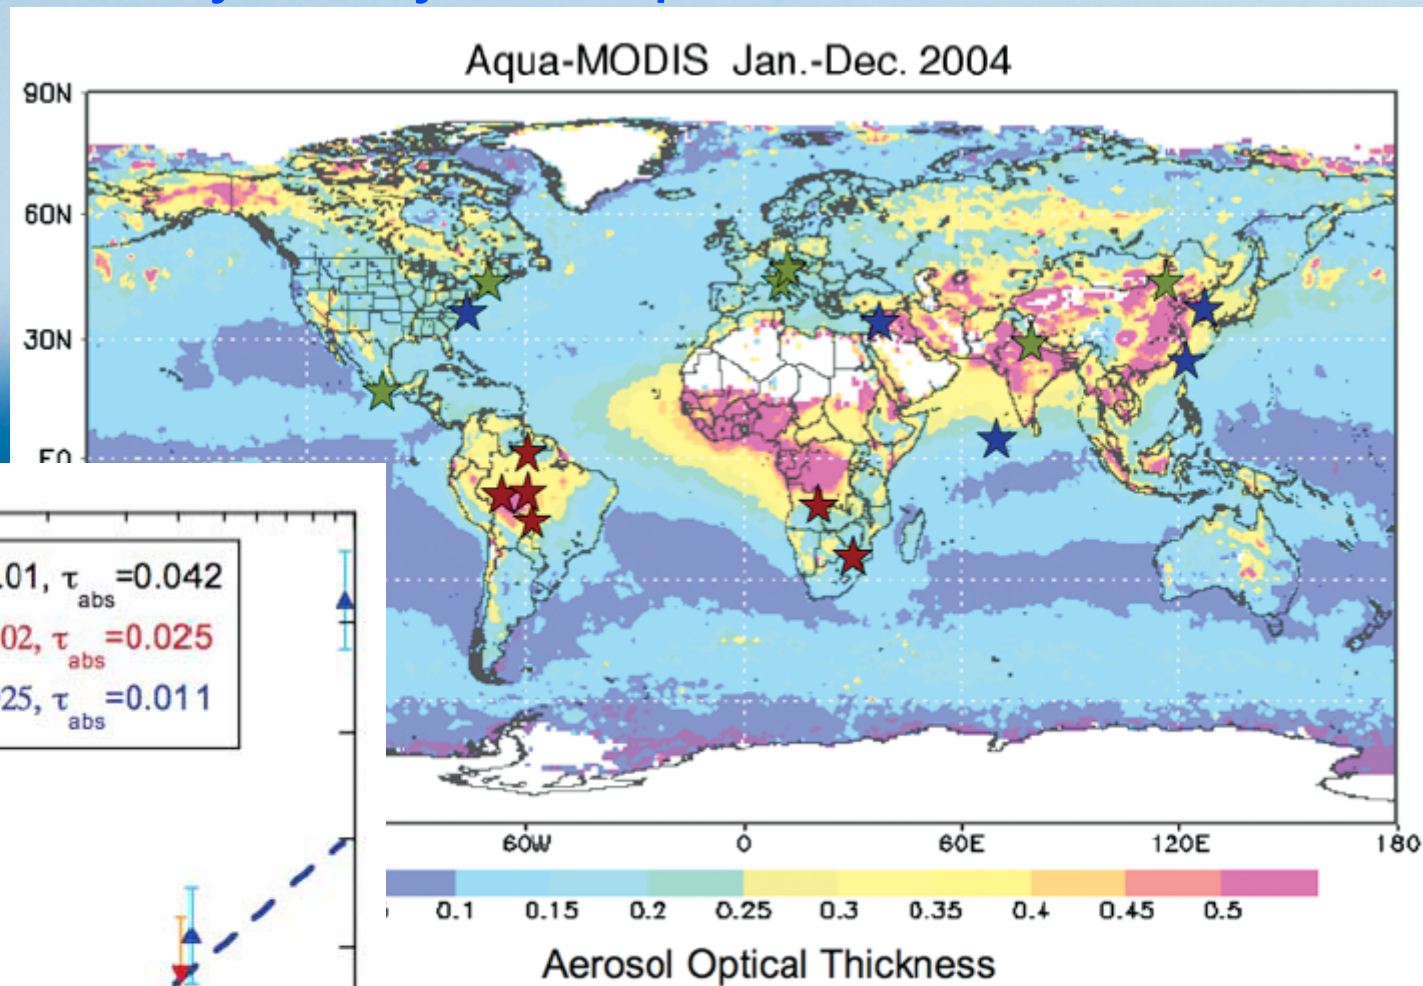 Aqua-MODIS Jan.-Dec. 2004
90N
60N
30N
EQ
.01, τabs=0.042
02, τabs=0.025
25, τabs=0.011
60W 0 60E 120E 180
0.1 0.15 0.2 0.25 0.3 0.35 0.4 0.45 0.5
Aerosol Optical Thickness